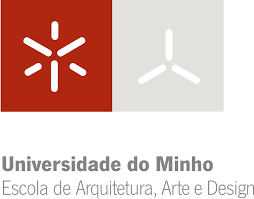 Universidade do Minho
Escola de Arquitetura, Arte e Design